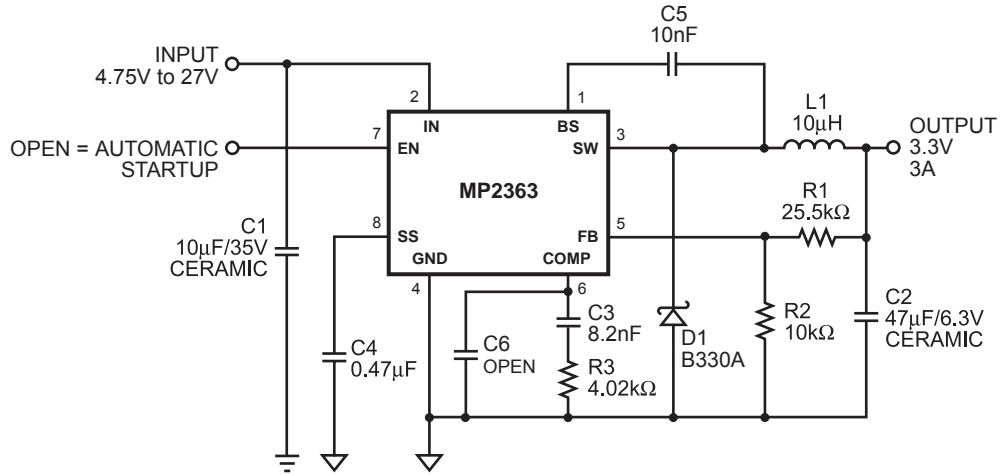 C5
10nF
INPUT
4.75V to 27V
2
1
IN
BS
L1
10µH
OPEN = AUTOMATIC
STARTUP
7
EN
SW
3
OUTPUT
3.3V
3A
MP2363
R1
25.5kΩ
C1
10µF/35V
CERAMIC
8
SS
FB
5
GND
COMP
4
6
C4
0.47µF
C6
OPEN
C3
8.2nF
R3
4.02kΩ
D1
B330A
R2
10kΩ
C2
47µF/6.3V
CERAMIC